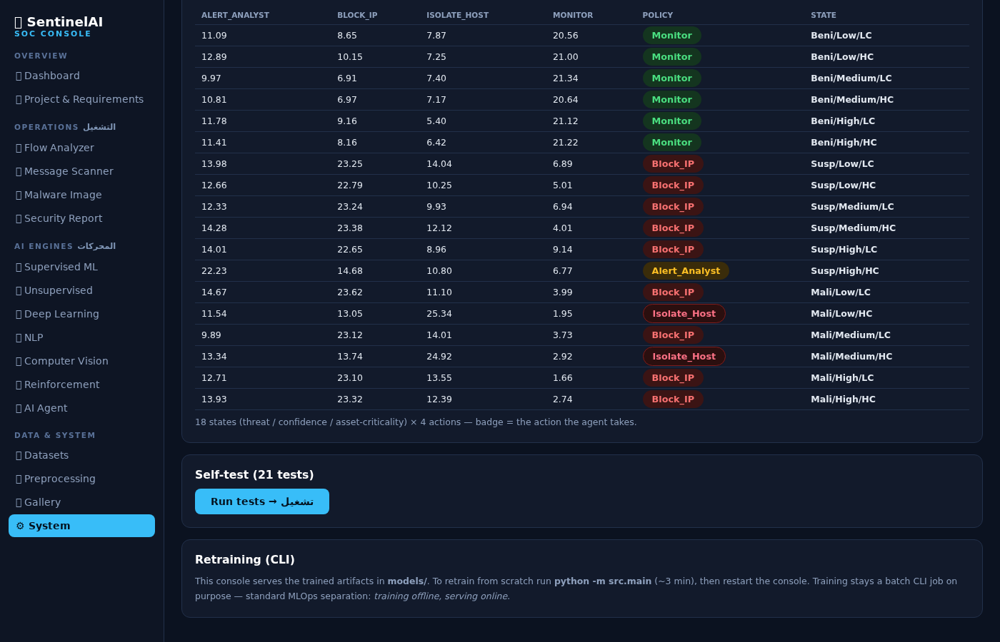 SentinelAI
SOC CONSOLE
OVERVIEW
Dashboard
Project & Requirements
OPERATIONS التشغيل
Flow Analyzer
Message Scanner
Malware Image
Security Report
AI ENGINES المحركات
Supervised ML
Unsupervised
Deep Learning
NLP
Computer Vision
Reinforcement
AI Agent
DATA & SYSTEM
Datasets
Preprocessing
Gallery
⚙ System
ALERT_ANALYST BLOCK_IP ISOLATE_HOST MONITOR POLICY STATE
11.09 8.65 7.87 20.56 Monitor Beni/Low/LC
12.89 10.15 7.25 21.00 Monitor Beni/Low/HC
9.97 6.91 7.40 21.34 Monitor Beni/Medium/LC
10.81 6.97 7.17 20.64 Monitor Beni/Medium/HC
11.78 9.16 5.40 21.12 Monitor Beni/High/LC
11.41 8.16 6.42 21.22 Monitor Beni/High/HC
13.98 23.25 14.04 6.89 Block_IP Susp/Low/LC
12.66 22.79 10.25 5.01 Block_IP Susp/Low/HC
12.33 23.24 9.93 6.94 Block_IP Susp/Medium/LC
14.28 23.38 12.12 4.01 Block_IP Susp/Medium/HC
14.01 22.65 8.96 9.14 Block_IP Susp/High/LC
22.23 14.68 10.80 6.77 Alert_Analyst Susp/High/HC
14.67 23.62 11.10 3.99 Block_IP Mali/Low/LC
11.54 13.05 25.34 1.95 Isolate_Host Mali/Low/HC
9.89 23.12 14.01 3.73 Block_IP Mali/Medium/LC
13.34 13.74 24.92 2.92 Isolate_Host Mali/Medium/HC
12.71 23.10 13.55 1.66 Block_IP Mali/High/LC
13.93 23.32 12.39 2.74 Block_IP Mali/High/HC
18 states (threat / confidence / asset-criticality) × 4 actions — badge = the action the agent takes.
Self-test (21 tests)
Run tests → تشغيل
Retraining (CLI)
This console serves the trained artifacts in models/. To retrain from scratch run python -m src.main (~3 min), then restart the console. Training stays a batch CLI job on
purpose — standard MLOps separation: training offline, serving online.